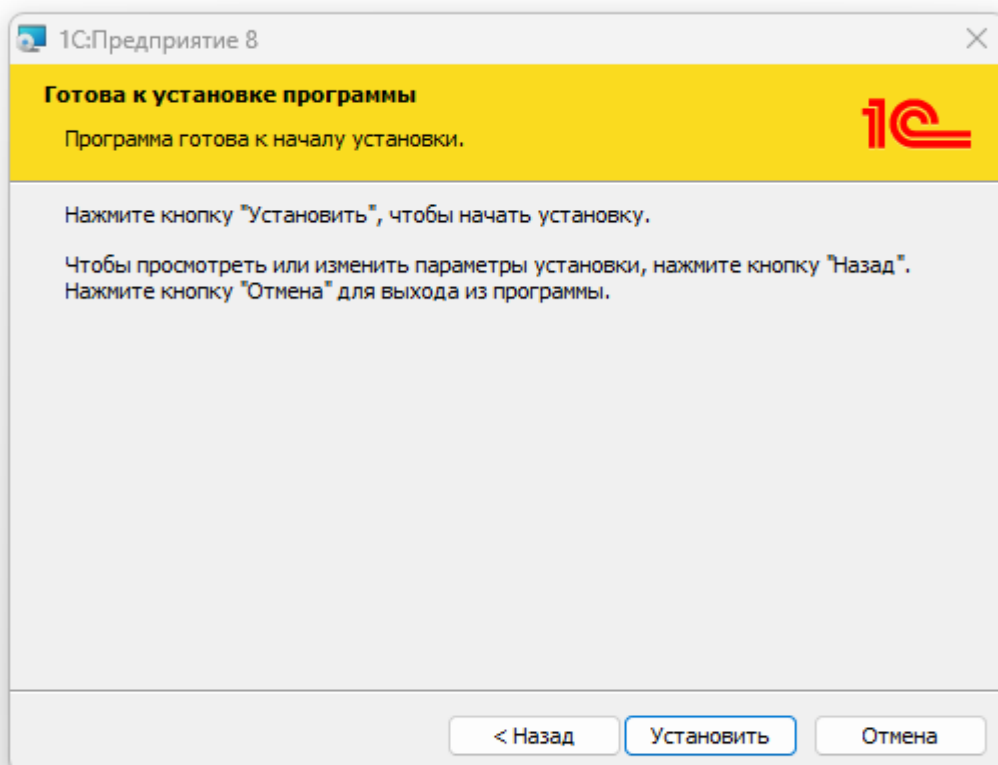 1С:Предприятие 8
Готова к установке программы
Программа готова к началу установки.
1С
Нажмите кнопку "Установить", чтобы начать установку.
Чтобы просмотреть или изменить параметры установки, нажмите кнопку "Назад".
Нажмите кнопку "Отмена" для выхода из программы.
< Назад
Установить
Отмена